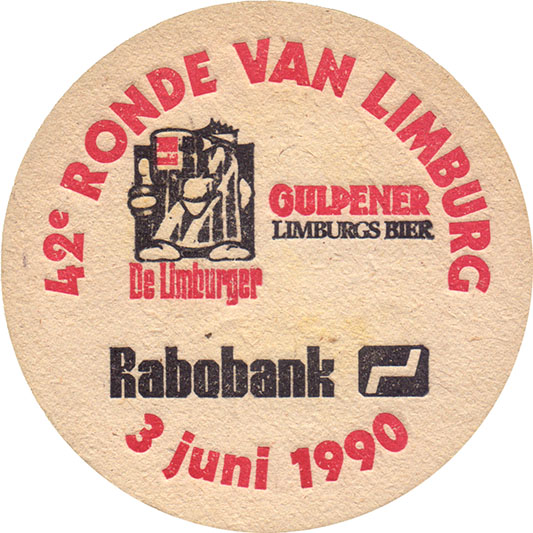 42e RONDE VAN LIMBURG
De Limburger
GULPENER
LIMBURGS BIER
Rabobank
3 juni 1990